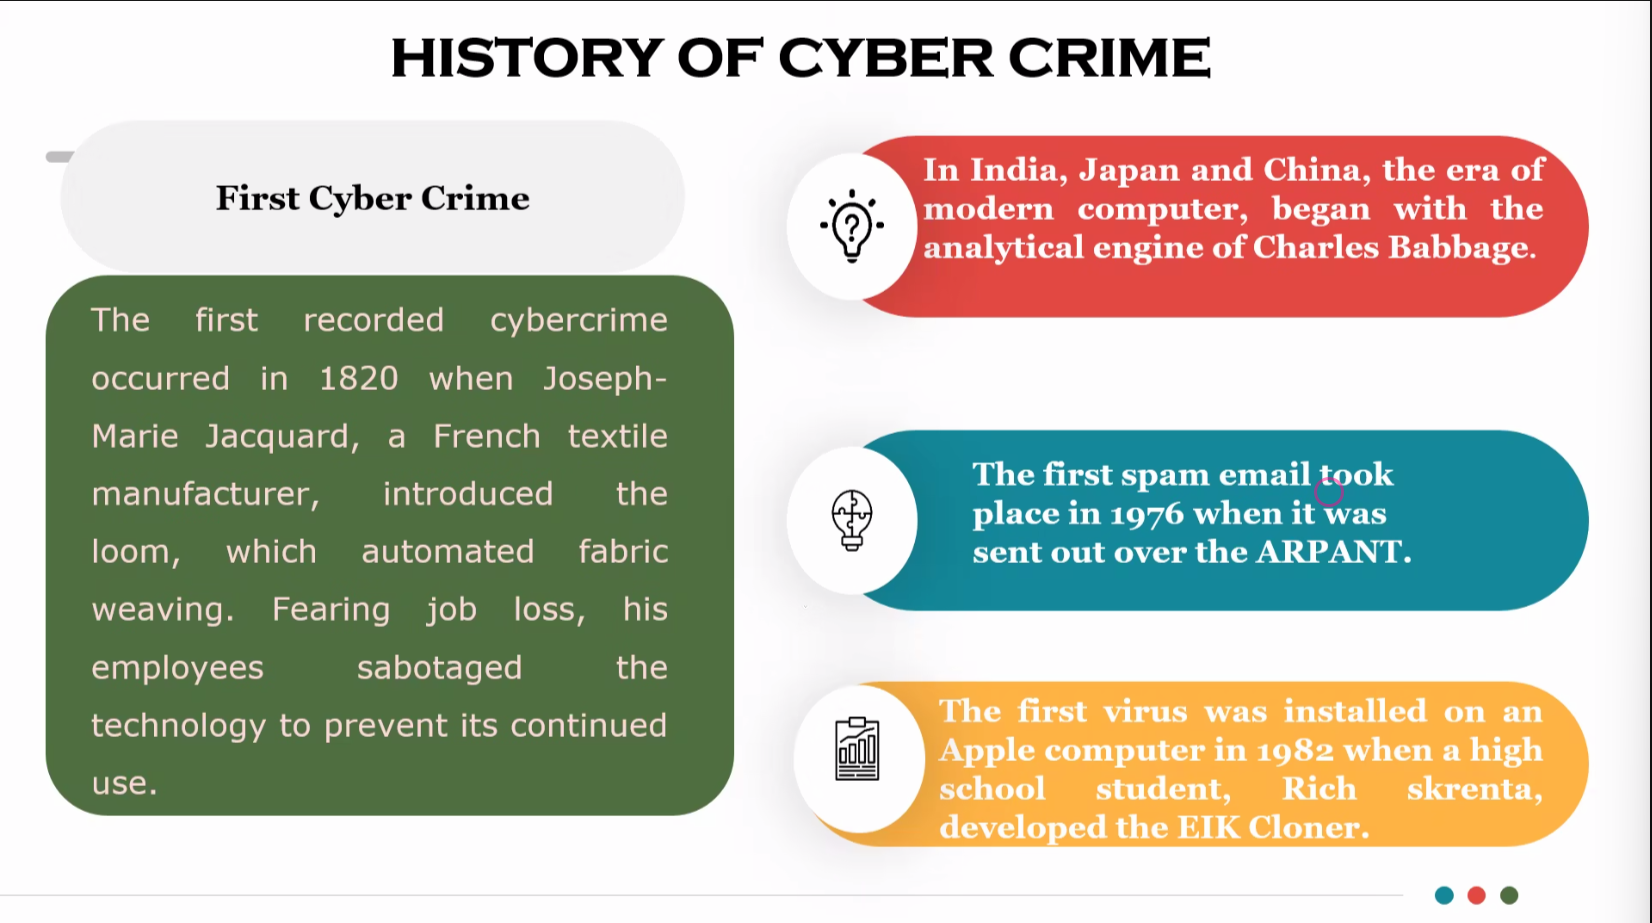 HISTORY OF CYBER CRIME
First Cyber Crime
The first recorded cybercrime
occurred in 1820 when Joseph-
Marie Jacquard, a French textile
manufacturer, introduced the
loom, which automated fabric
weaving. Fearing job loss, his
employees sabotaged the
technology to prevent its continued
use.
In India, Japan and China, the era of
modern computer, began with the
analytical engine of Charles Babbage.
The first spam email took
place in 1976 when it was
sent out over the ARPANT.
The first virus was installed on an
Apple computer in 1982 when a high
school student, Rich skrenta,
developed the EIK Cloner.